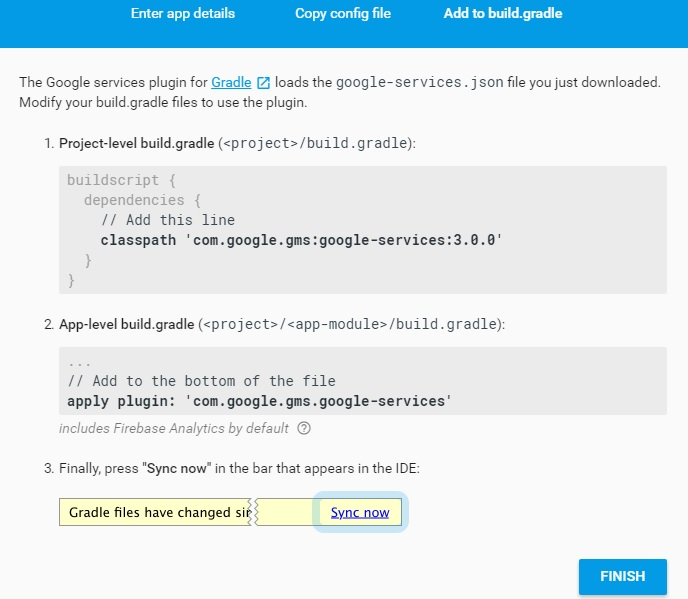 Enter app details Copy config file Add to build.gradle
The Google services plugin for Gradle loads the google-services.json file you just downloaded.
Modify your build.gradle files to use the plugin.
1. Project-level build.gradle (<project>/build.gradle):
buildscript {
dependencies {
// Add this line
classpath 'com.google.gms:google-services:3.0.0'
}
}
2. App-level build.gradle (<project>/<app-module>/build.gradle):
...
// Add to the bottom of the file
apply plugin: 'com.google.gms.google-services'
includes Firebase Analytics by default ?
3. Finally, press "Sync now" in the bar that appears in the IDE:
Gradle files have changed sin Sync now
FINISH